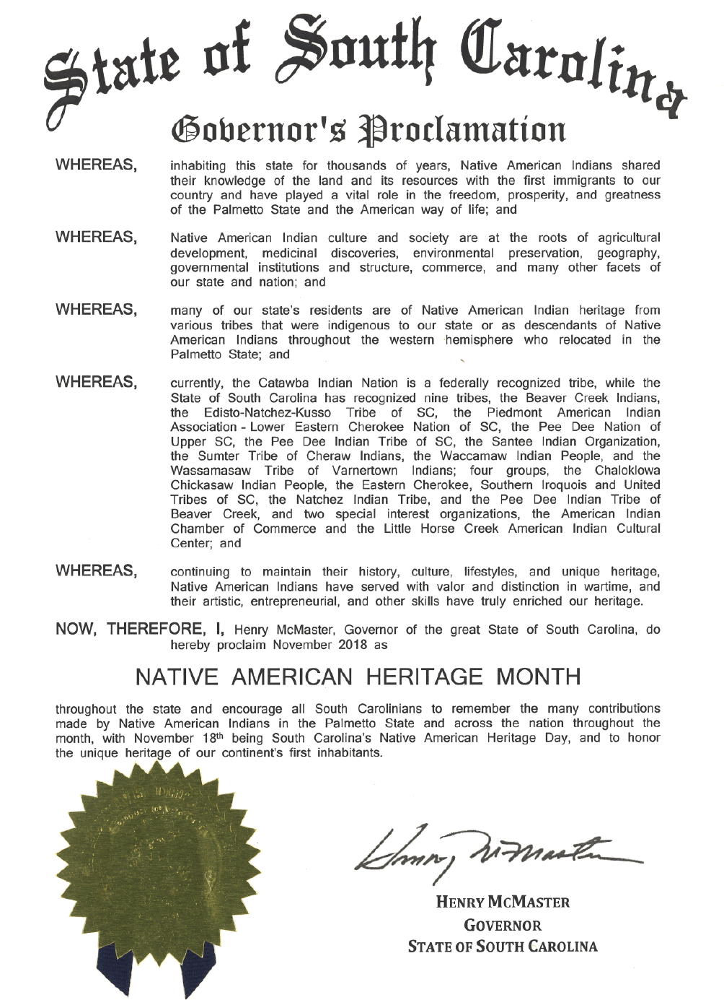 State of South Carolina
Governor's Proclamation
WHEREAS, inhabiting this state for thousands of years, Native American Indians shared
their knowledge of the land and its resources with the first immigrants to our
country and have played a vital role in the freedom, prosperity, and greatness
of the Palmetto State and the American way of life; and
WHEREAS, Native American Indian culture and society are at the roots of agricultural
development, medicinal discoveries, environmental preservation, geography,
governmental institutions and structure, commerce, and many other facets of
our state and nation; and
WHEREAS, many of our state's residents are of Native American Indian heritage from
various tribes that were indigenous to our state or as descendants of Native
American Indians throughout the western hemisphere who relocated in the
Palmetto State; and
WHEREAS, currently, the Catawba Indian Nation is a federally recognized tribe, while the
State of South Carolina has recognized nine tribes, the Beaver Creek Indians,
the Edisto-Natchez-Kusso Tribe of SC, the Piedmont American Indian
Association - Lower Eastern Cherokee Nation of SC, the Pee Dee Nation of
Upper SC, the Pee Dee Indian Tribe of SC, the Santee Indian Organization,
the Sumter Tribe of Cheraw Indians, the Waccamaw Indian People, and the
Wassamasaw Tribe of Varnertown Indians; four groups, the Chaloklowa
Chickasaw Indian People, the Eastern Cherokee, Southern Iroquois and United
Tribes of SC, the Natchez Indian Tribe, and the Pee Dee Indian Tribe of
Beaver Creek, and two special interest organizations, the American Indian
Chamber of Commerce and the Little Horse Creek American Indian Cultural
Center; and
WHEREAS, continuing to maintain their history, culture, lifestyles, and unique heritage,
Native American Indians have served with valor and distinction in wartime, and
their artistic, entrepreneurial, and other skills have truly enriched our heritage.
NOW, THEREFORE, I, Henry McMaster, Governor of the great State of South Carolina, do
hereby proclaim November 2018 as
NATIVE AMERICAN HERITAGE MONTH
throughout the state and encourage all South Carolinians to remember the many contributions
made by Native American Indians in the Palmetto State and across the nation throughout the
month, with November 18th being South Carolina's Native American Heritage Day, and to honor
the unique heritage of our continent's first inhabitants.
Henry McMaster
HENRY MCMASTER
GOVERNOR
STATE OF SOUTH CAROLINA